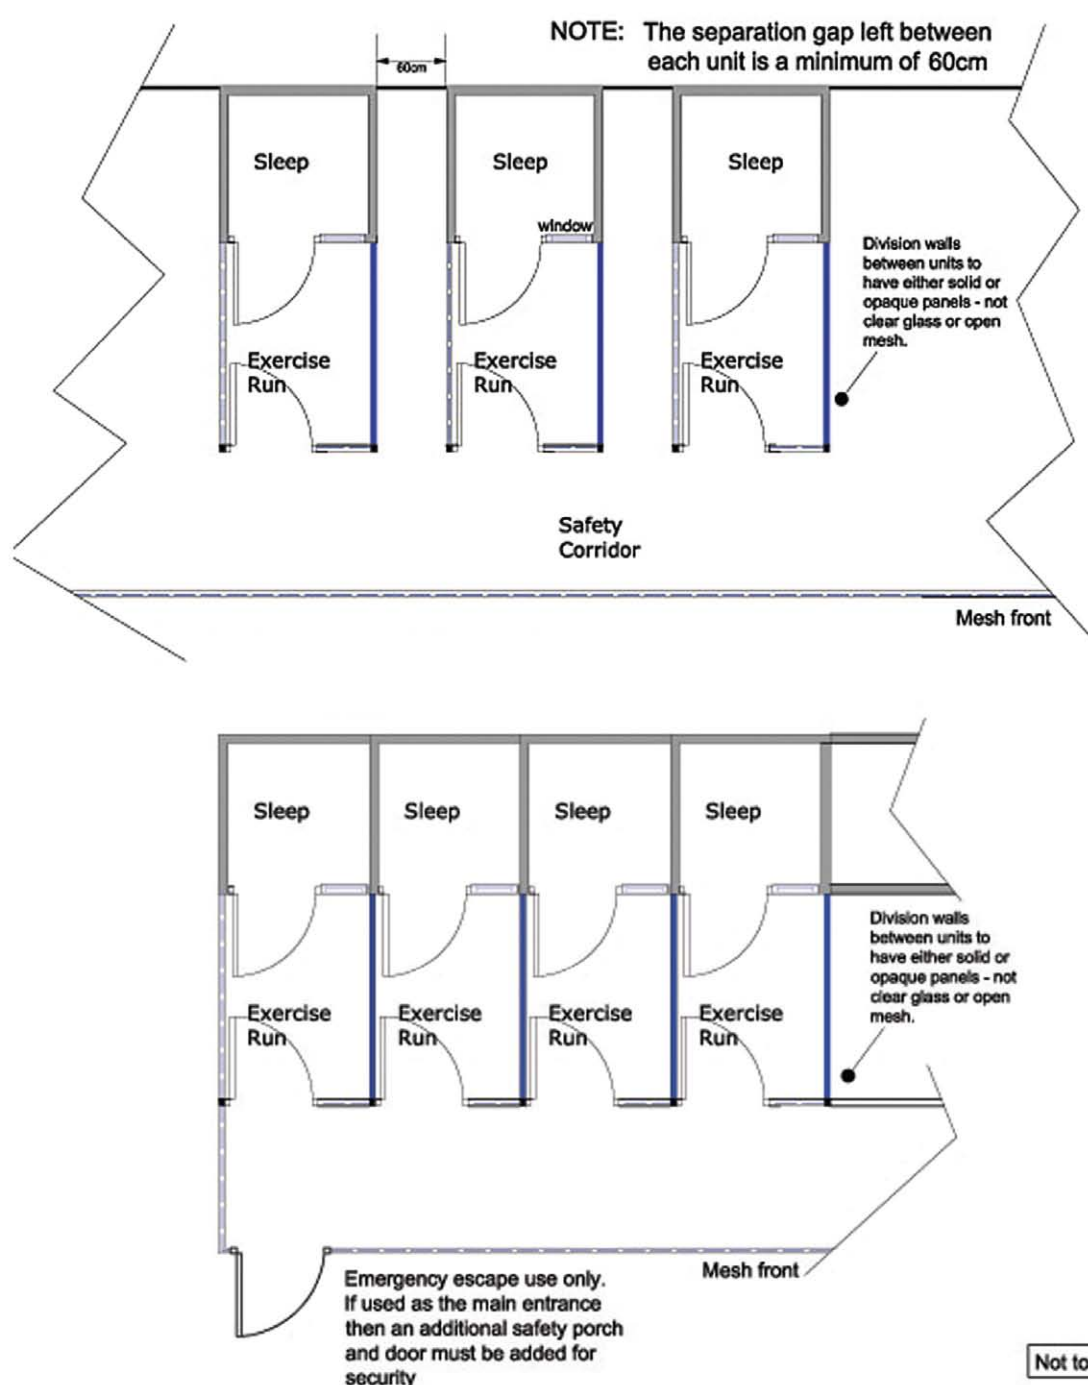 NOTE: The separation gap left between
each unit is a minimum of 60cm
60cm
Sleep
Sleep
Sleep
window
Division walls
between units to
have either solid or
opaque panels - not
clear glass or open
mesh.
Exercise
Run
Exercise
Run
Exercise
Run
Safety
Corridor
Mesh front
Sleep
Sleep
Sleep
Sleep
Division walls
between units to
have either solid or
opaque panels - not
clear glass or open
mesh.
Exercise
Run
Exercise
Run
Exercise
Run
Exercise
Run
Mesh front
Emergency escape use only.
If used as the main entrance
then an additional safety porch
and door must be added for
security
Not to